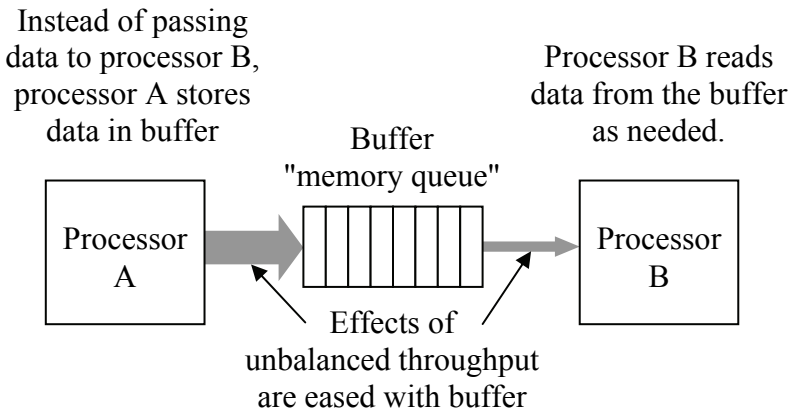 Instead of passing
data to processor B,
processor A stores
data in buffer
Processor B reads
data from the buffer
as needed.
Buffer
"memory queue"
Processor
A
Processor
B
Effects of
unbalanced throughput
are eased with buffer